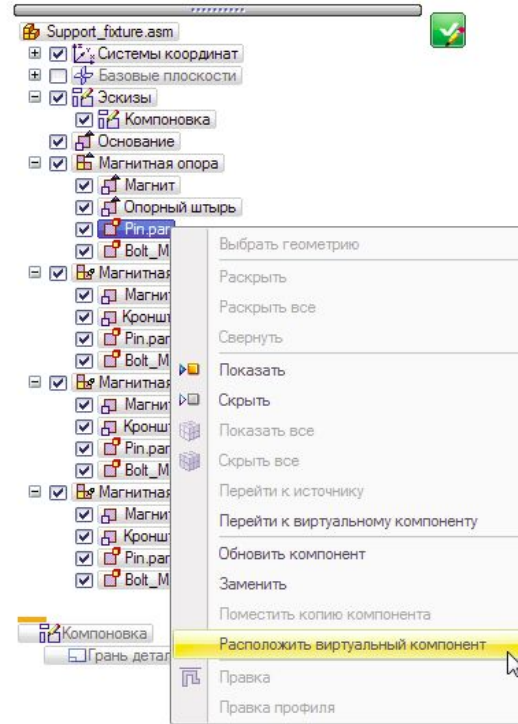 Support_fixture.asm
Системы координат
Базовые плоскости
Эскизы
Компоновка
Основание
Магнитная опора
Магнит
Опорный штырь
Pin.par
Bolt_M
Магнитная
Магнит
Кроншт
Pin.par
Bolt_M
Магнитная
Магнит
Кроншт
Pin.par
Bolt_M
Магнитная
Магнит
Кроншт
Pin.par
Bolt_M
Компоновка
Грань детал
Выбрать геометрию
Раскрыть
Раскрыть все
Свернуть
Показать
Скрыть
Показать все
Скрыть все
Перейти к источнику
Перейти к виртуальному компоненту
Обновить компонент
Заменить
Поместить копию компонента
Расположить виртуальный компонент
Правка
Правка профиля